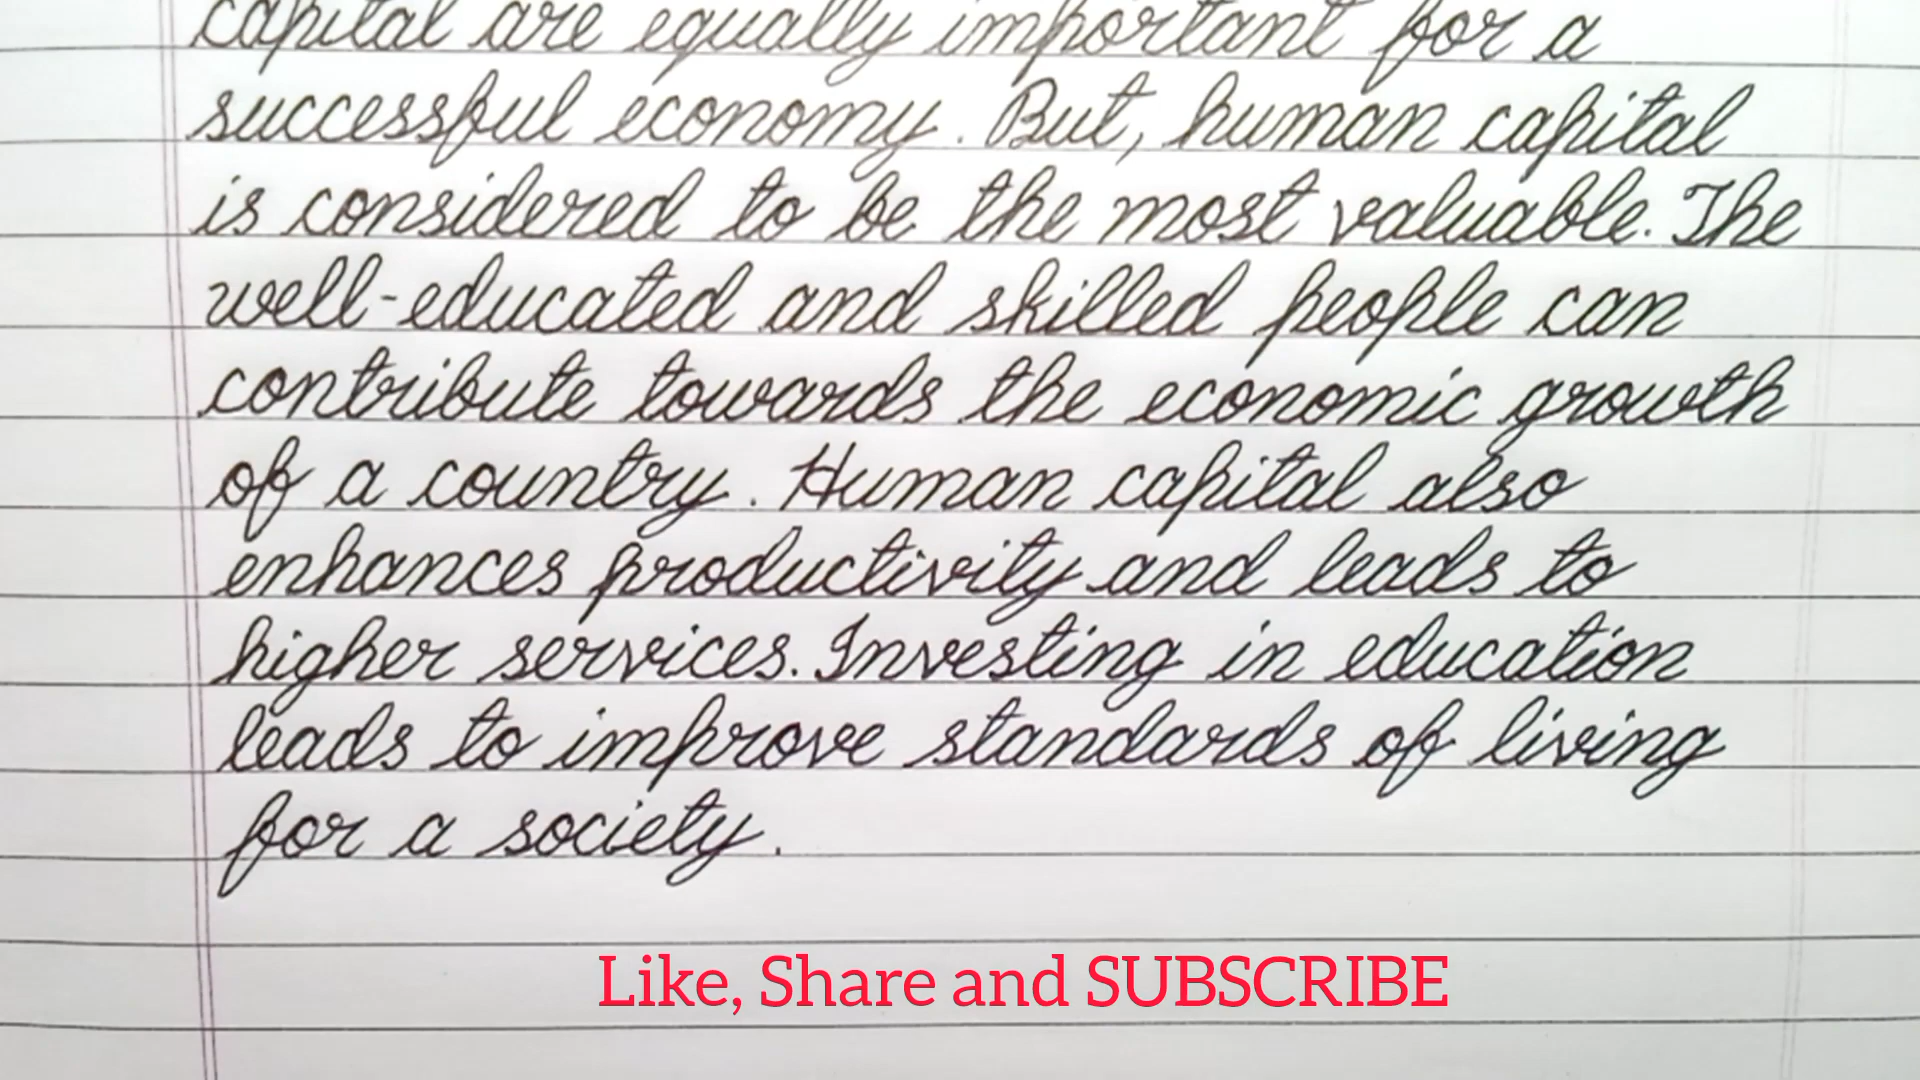 capital are equally important for a
successful economy. But, human capital
is considered to be the most valuable. The
well-educated and skilled people can
contribute towards the economic growth
of a country. Human capital also
enhances productivity and leads to
higher services. Investing in education
leads to improve standards of living
for a society.
Like, Share and SUBSCRIBE